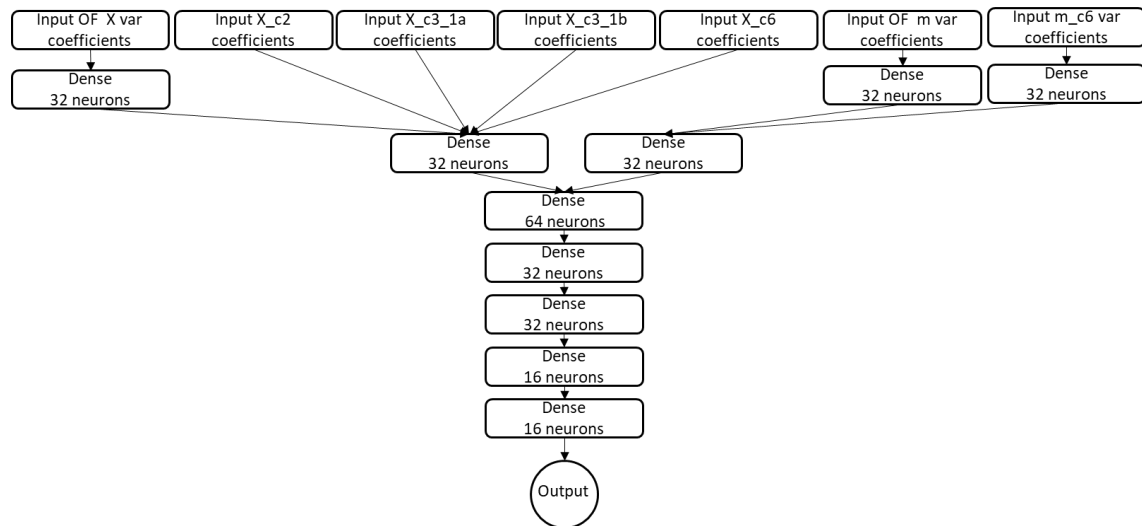 Input OF X var
coefficients
Input X_c2
coefficients
Input X_c3_1a
coefficients
Input X_c3_1b
coefficients
Input X_c6
coefficients
Input OF m var
coefficients
Input m_c6 var
coefficients
Dense
32 neurons
Dense
32 neurons
Dense
32 neurons
Dense
32 neurons
Dense
32 neurons
Dense
64 neurons
Dense
32 neurons
Dense
32 neurons
Dense
16 neurons
Dense
16 neurons
Output